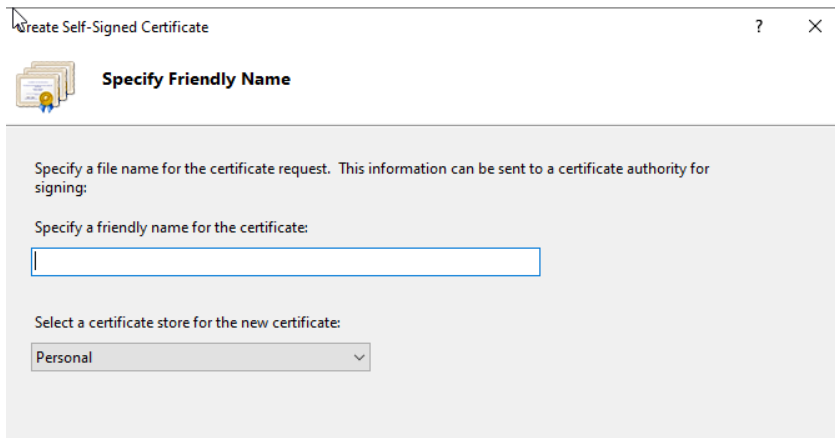 Create Self-Signed Certificate
?
Specify Friendly Name
Specify a file name for the certificate request.  This information can be sent to a certificate authority for
signing:
Specify a friendly name for the certificate:
Select a certificate store for the new certificate:
Personal